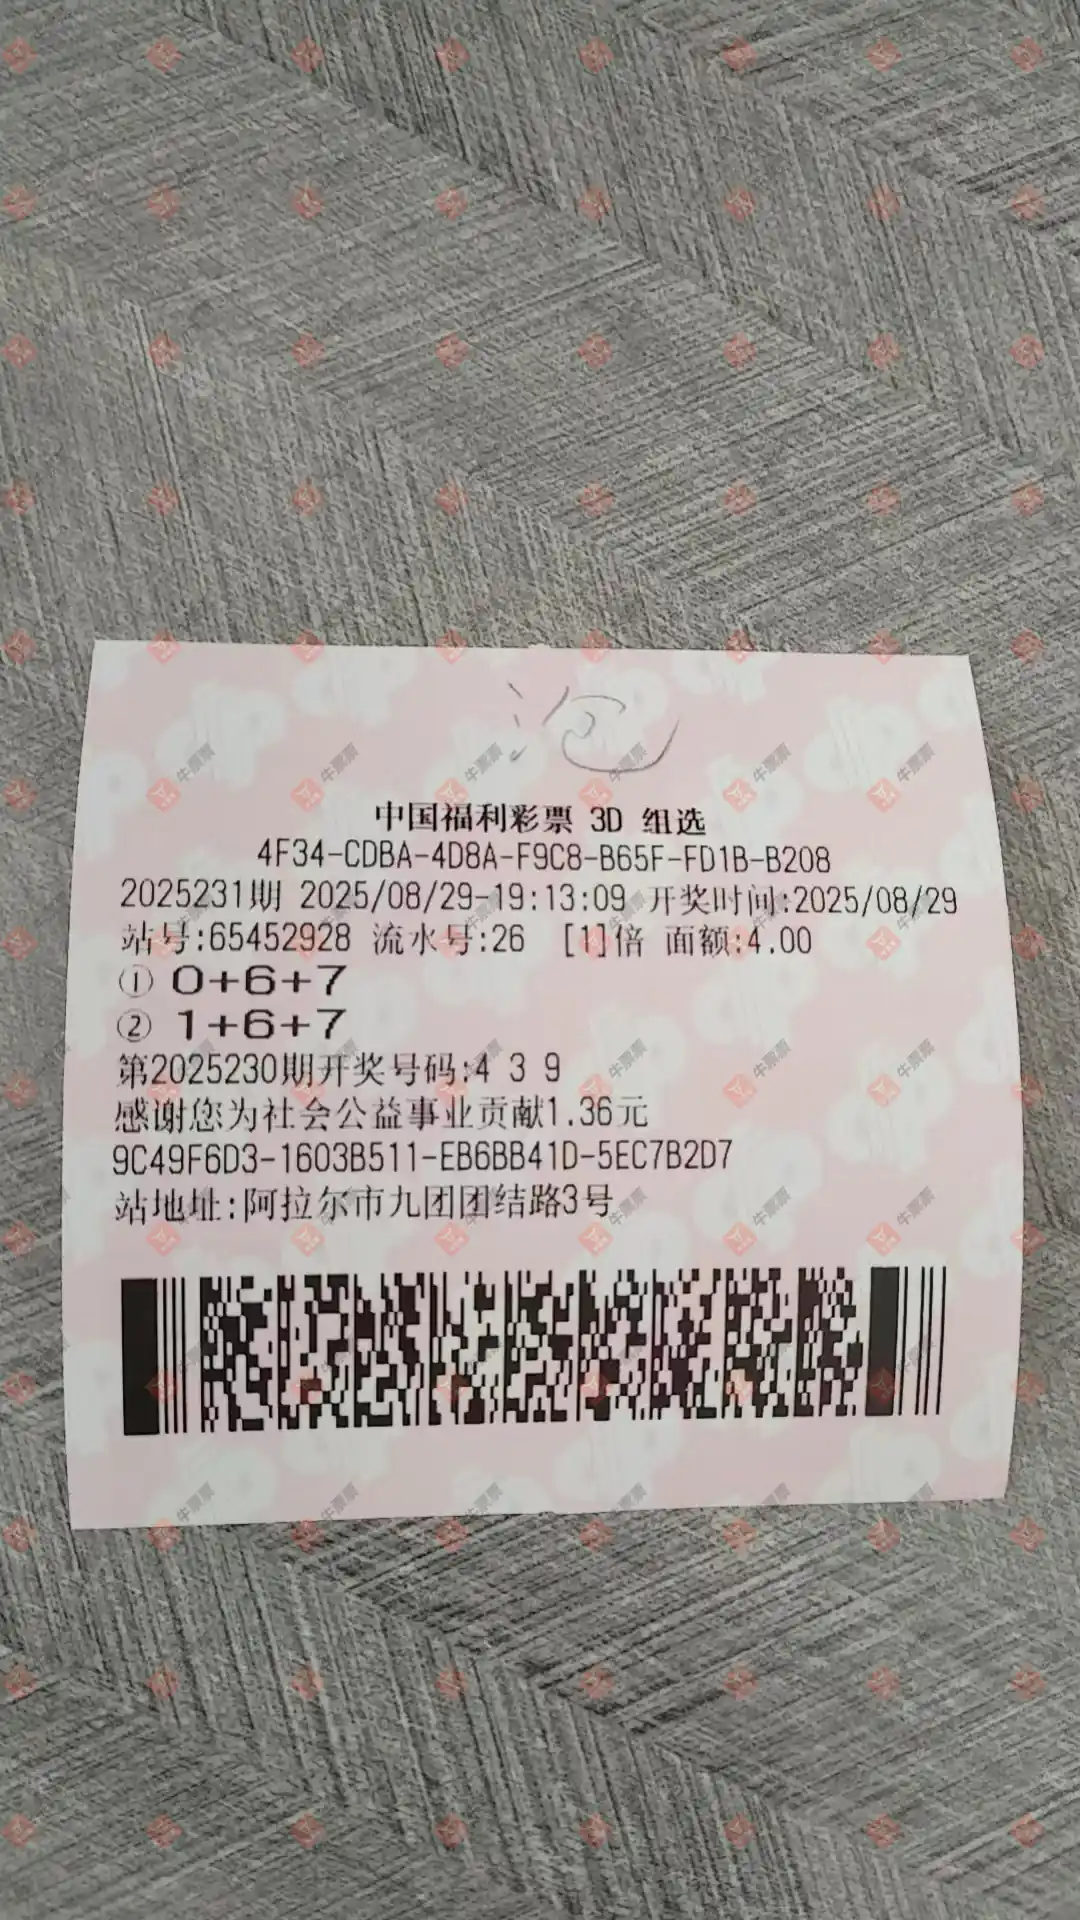 泡
中国福利彩票 3D 组选
4F34-CDBA-4D8A-F9C8-B65F-FD1B-B208
2025231期 2025/08/29-19:13:09 开奖时间:2025/08/29
站号:65452928 流水号:26 [1]倍 面额:4.00
① 0+6+7
② 1+6+7
第2025230期开奖号码:4 3 9
感谢您为社会公益事业贡献1.36元
9C49F6D3-1603B511-EB6BB41D-5EC7B2D7
站地址:阿拉尔市九团团结路3号
牛票票